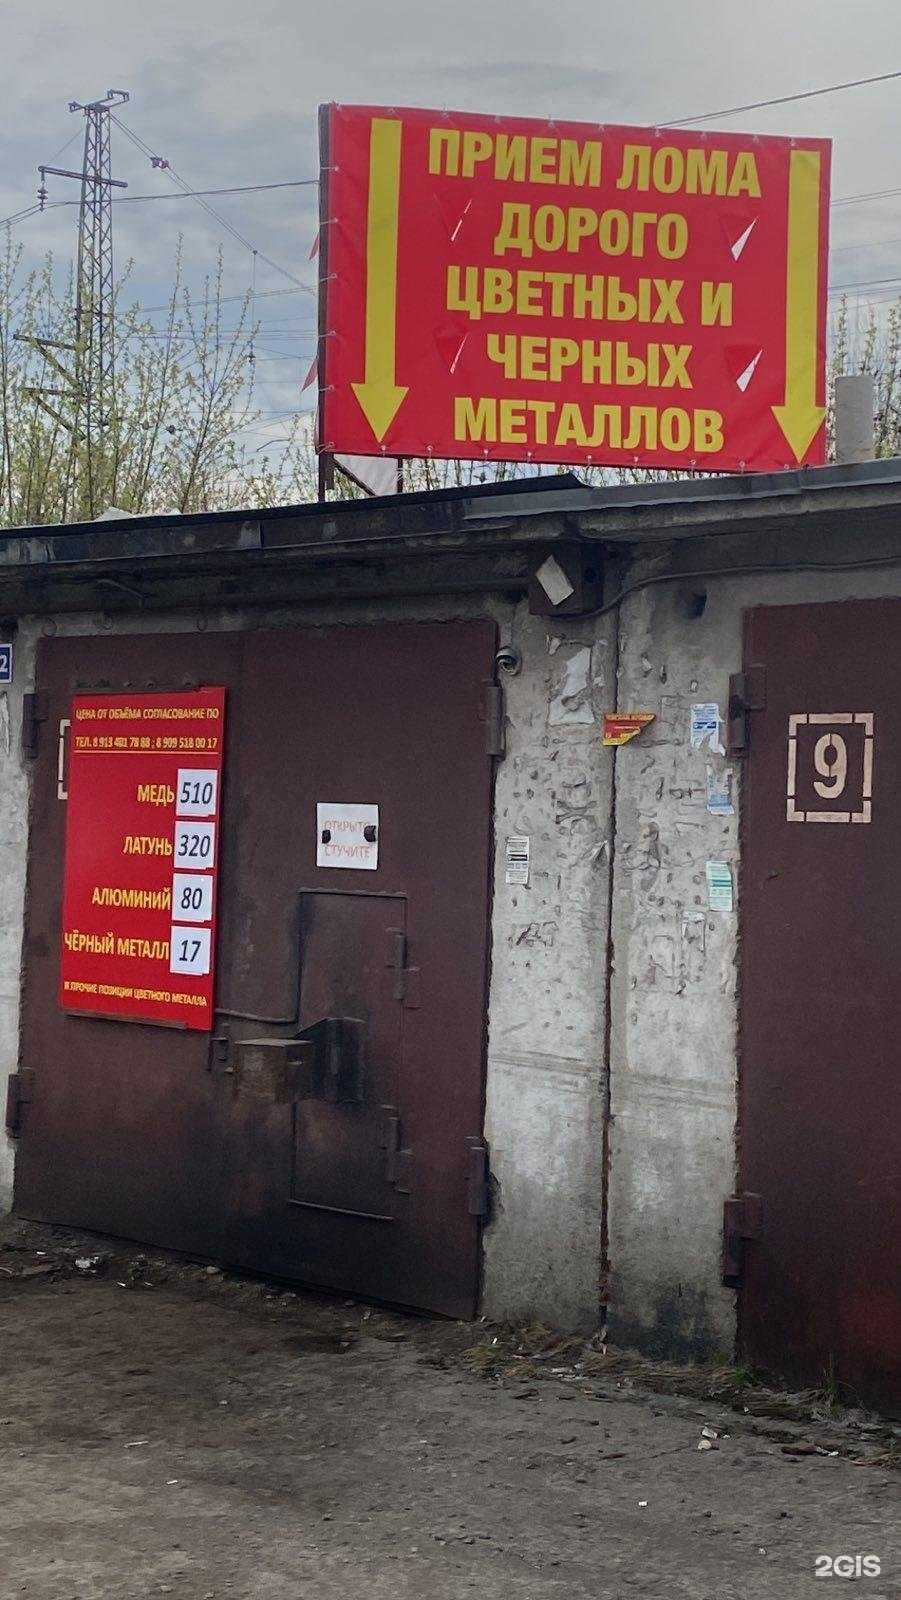 ПРИЕМ ЛОМА
ДОРОГО
ЦВЕТНЫХ И
ЧЕРНЫХ
МЕТАЛЛОВ
2
ЦЕНА ОТ ОБЪЁМА СОГЛАСОВАНИЕ ПО
ТЕЛ. 8 913 461 78 88 ; 8 909 518 00 17
МЕДЬ 510
ЛАТУНЬ 320
АЛЮМИНИЙ 80
ЧЁРНЫЙ МЕТАЛЛ 17
И ПРОЧИЕ ПОЗИЦИИ ЦВЕТНОГО МЕТАЛЛА
ОТКРЫТО
СТУЧИТЕ
9
2GIS